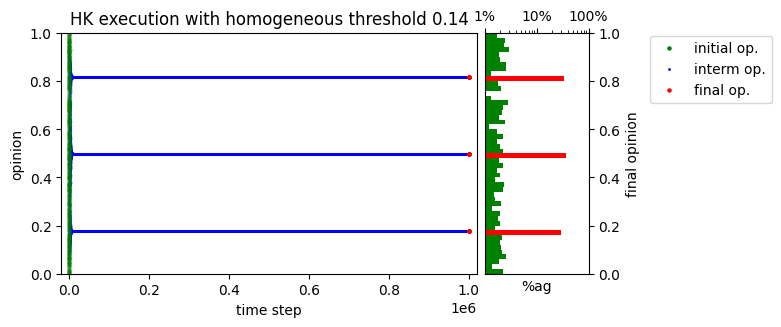 HK execution with homogeneous threshold 0.14
1% 10% 100%
initial op.
interm op.
final op.
opinion
1.0
0.8
0.6
0.4
0.2
0.0
1.0
0.8
0.6
0.4
0.2
0.0
final opinion
0.0 0.2 0.4 0.6 0.8 1.0
%ag
1e6
time step